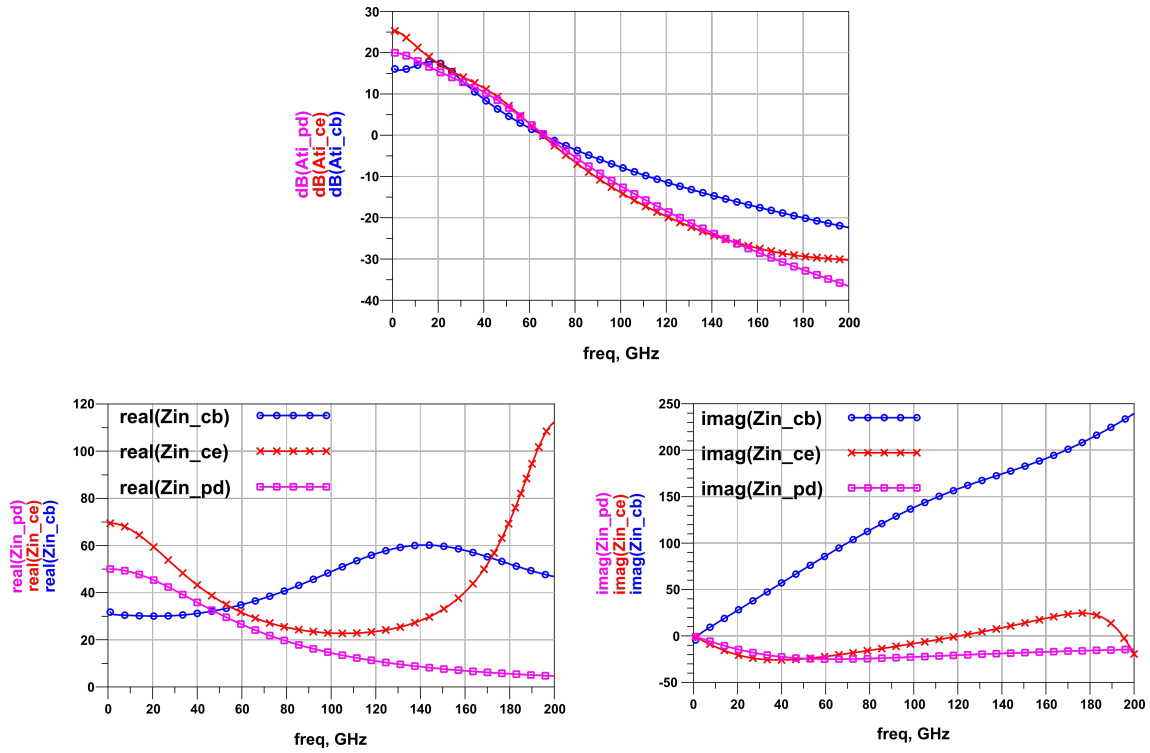 30
20
10
0
-10
-20
-30
-40
dB(Ati_pd)
dB(Ati_ce)
dB(Ati_cb)
0 20 40 60 80 100 120 140 160 180 200
freq, GHz
120
100
80
60
40
20
0
real(Zin_pd)
real(Zin_ce)
real(Zin_cb)
real(Zin_cb)
real(Zin_ce)
real(Zin_pd)
0 20 40 60 80 100 120 140 160 180 200
freq, GHz
250
200
150
100
50
0
-50
imag(Zin_pd)
imag(Zin_ce)
imag(Zin_cb)
imag(Zin_cb)
imag(Zin_ce)
imag(Zin_pd)
0 20 40 60 80 100 120 140 160 180 200
freq, GHz